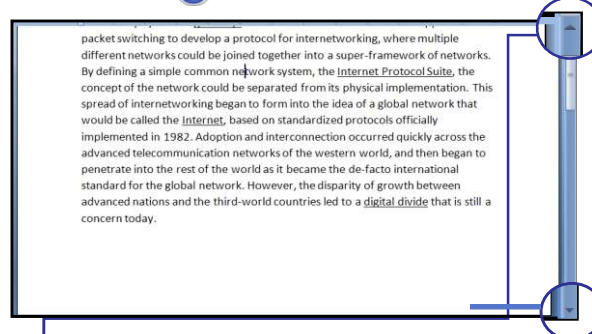 packet switching to develop a protocol for internetworking, where multiple
different networks could be joined together into a super-framework of networks.
By defining a simple common network system, the Internet Protocol Suite, the
concept of the network could be separated from its physical implementation. This
spread of internetworking began to form into the idea of a global network that
would be called the Internet, based on standardized protocols officially
implemented in 1982. Adoption and interconnection occurred quickly across the
advanced telecommunication networks of the western world, and then began to
penetrate into the rest of the world as it became the de-facto international
standard for the global network. However, the disparity of growth between
advanced nations and the third-world countries led to a digital divide that is still a
concern today.